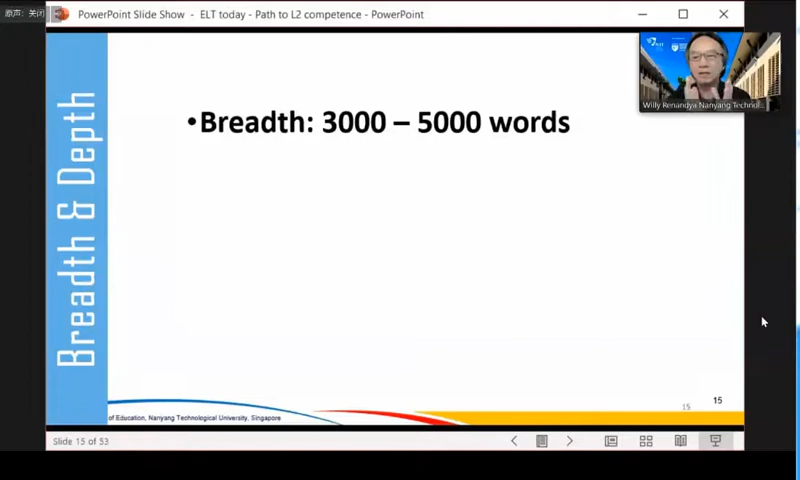 原声: 关闭
PowerPoint Slide Show - ELT today - Path to L2 competence - PowerPoint
Willy Renandya Nanyang Technol...
Breadth & Depth
•Breadth: 3000 – 5000 words
15
15
of Education, Nanyang Technological University, Singapore
Slide 15 of 53